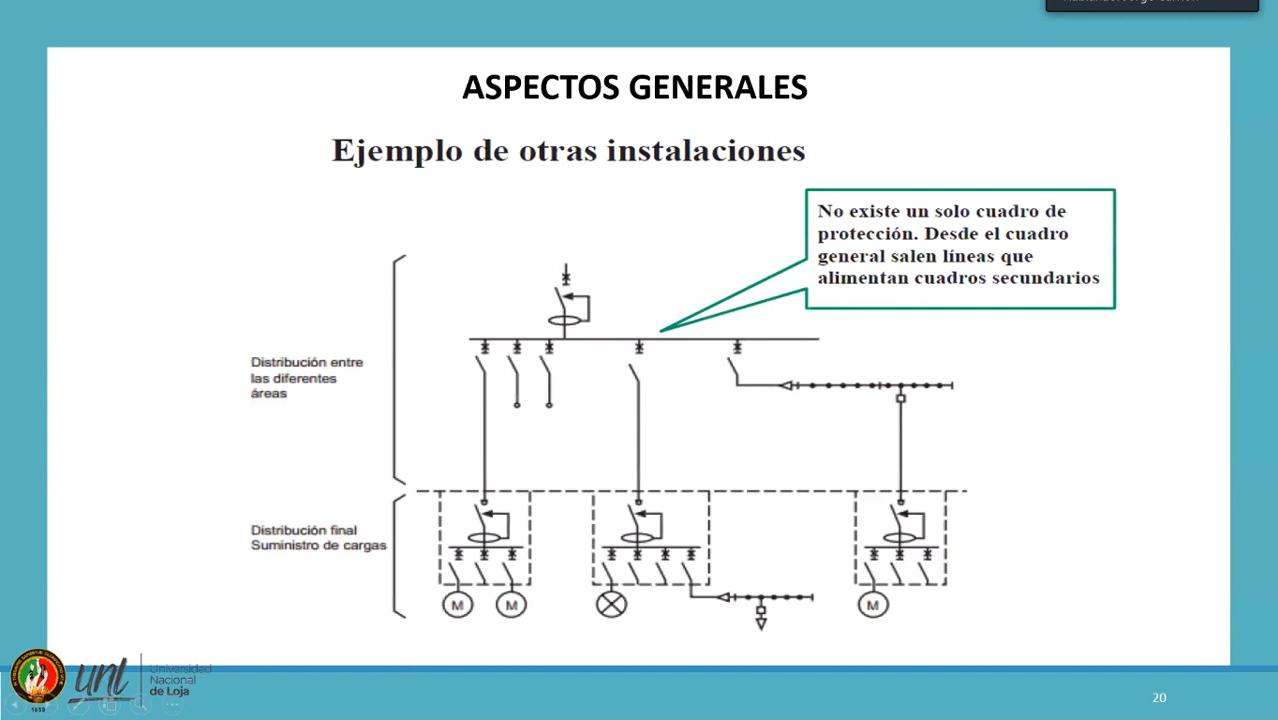 ASPECTOS GENERALES
Ejemplo de otras instalaciones
No existe un solo cuadro de
protección. Desde el cuadro
general salen líneas que
alimentan cuadros secundarios
Distribución entre
las diferentes
áreas
Distribución final
Suministro de cargas
M
M
M
unl
Universidad
Nacional
de Loja
1859
20